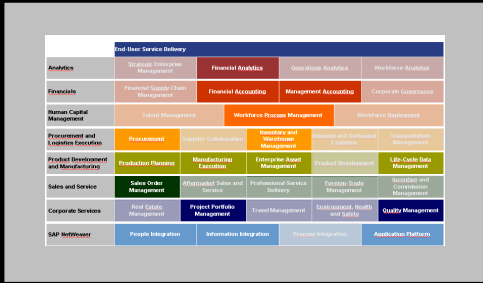 End-User Service Delivery
Analytics
Strategic Enterprise
Management
Financial Analytics
Operations Analytics
Workforce Analytics
Financials
Financial Supply Chain
Management
Financial Accounting
Management Accounting
Corporate Governance
Human Capital
Management
Talent Management
Workforce Process Management
Workforce Deployment
Procurement and
Logistics Execution
Procurement
Supplier Collaboration
Inventory and
Warehouse
Management
Inbound and Outbound
Logistics
Transportation
Management
Product Development
and Manufacturing
Production Planning
Manufacturing
Execution
Enterprise Asset
Management
Product Development
Life-Cycle Data
Management
Sales and Service
Sales Order
Management
Aftermarket Sales and
Service
Professional-Service
Delivery
Foreign-Trade
Management
Incentive and
Commission
Management
Corporate Services
Real Estate
Management
Project Portfolio
Management
Travel Management
Environment, Health
and Safety
Quality Management
SAP NetWeaver
People Integration
Information Integration
Process Integration
Application Platform